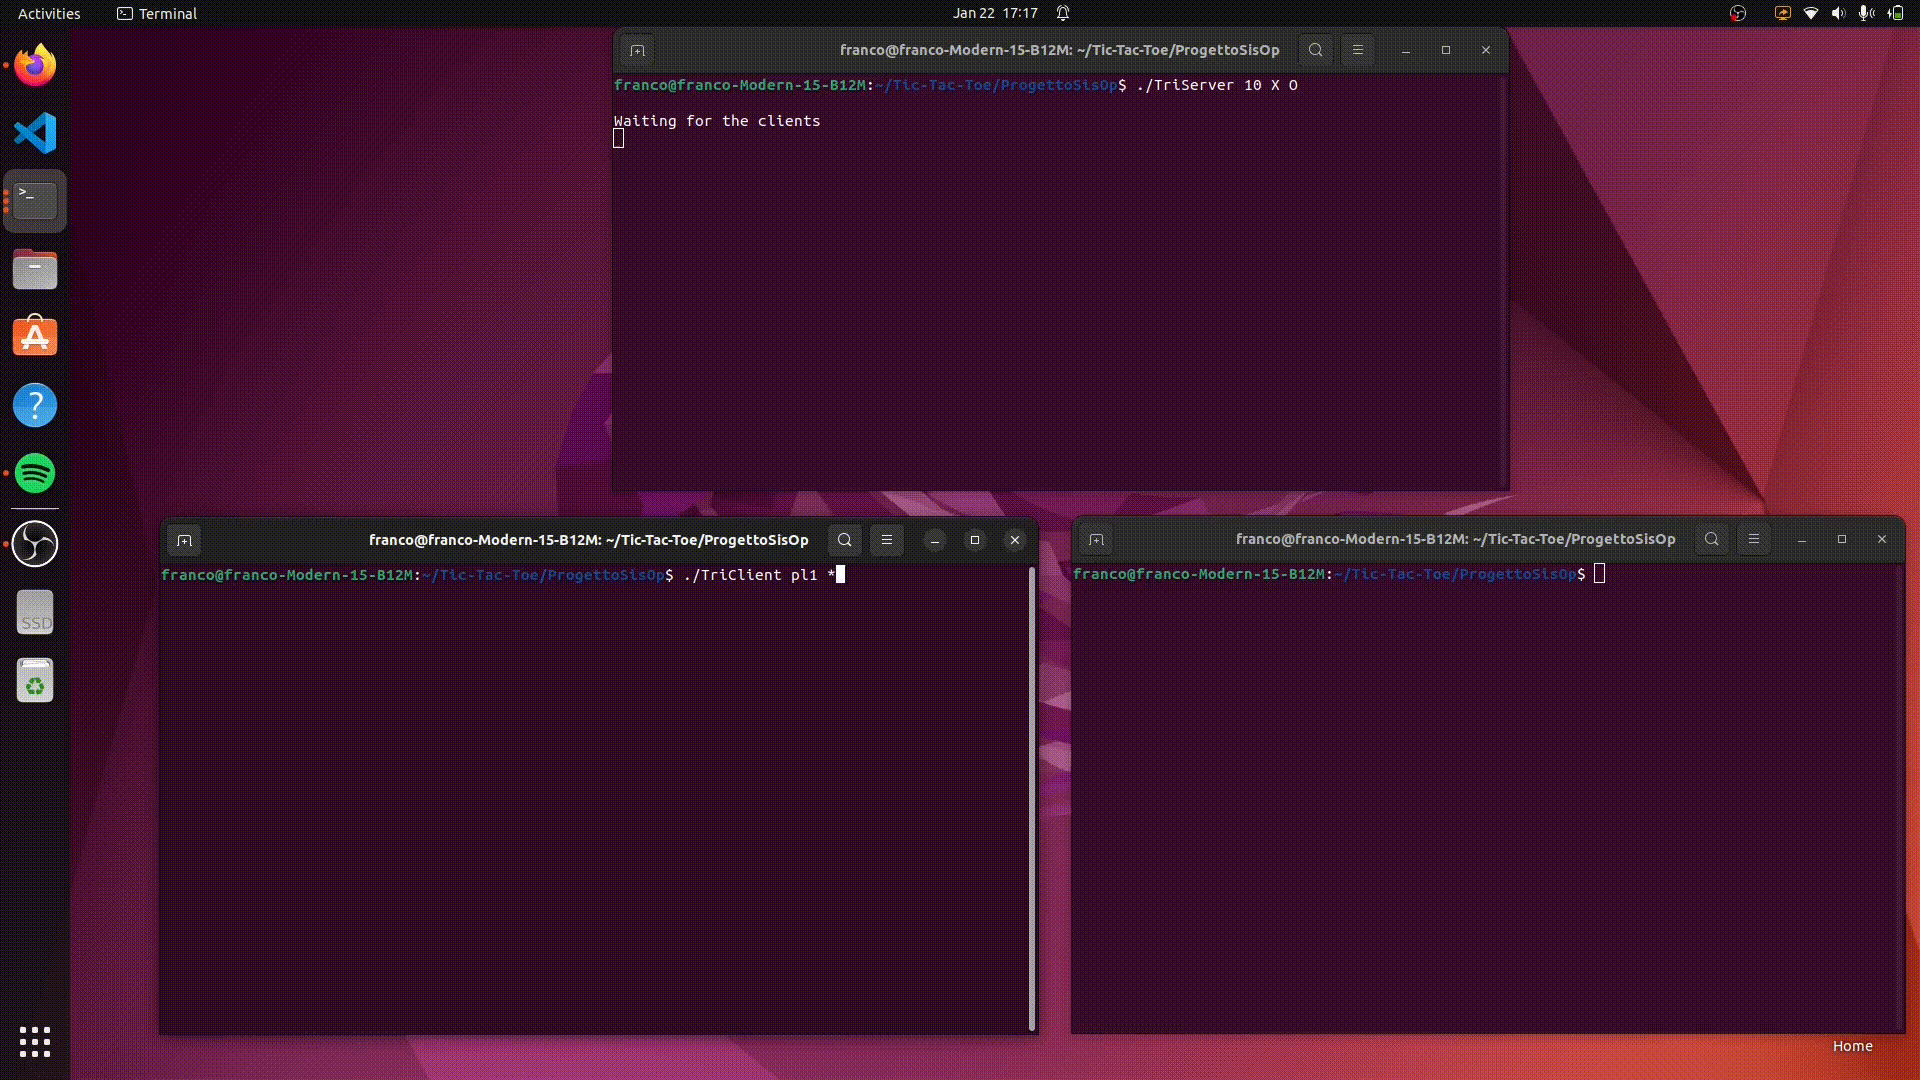 Activities
Terminal
Jan 22 17:17
franco@franco-Modern-15-B12M: ~/Tic-Tac-Toe/ProgettoSisOp
franco@franco-Modern-15-B12M:~/Tic-Tac-Toe/ProgettoSisOp$ ./TriServer 10 X O
Waiting for the clients
franco@franco-Modern-15-B12M: ~/Tic-Tac-Toe/ProgettoSisOp
franco@franco-Modern-15-B12M:~/Tic-Tac-Toe/ProgettoSisOp$ ./TriClient pl1 *
franco@franco-Modern-15-B12M: ~/Tic-Tac-Toe/ProgettoSisOp
franco@franco-Modern-15-B12M:~/Tic-Tac-Toe/ProgettoSisOp$
SSD
Home